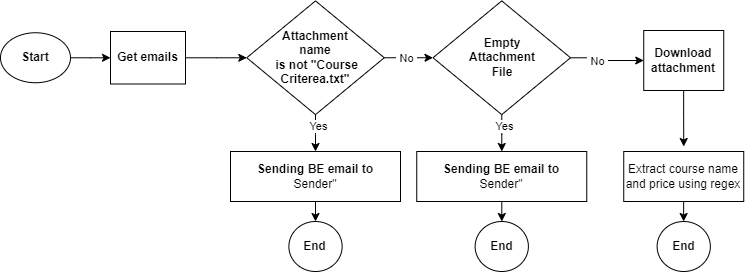 Start
Get emails
Attachment
name
is not "Course
Criterea.txt"
No
Empty
Attachment
File
No
Download
attachment
Yes
Yes
Sending BE email to
Sender"
Sending BE email to
Sender"
Extract course name
and price using regex
End
End
End